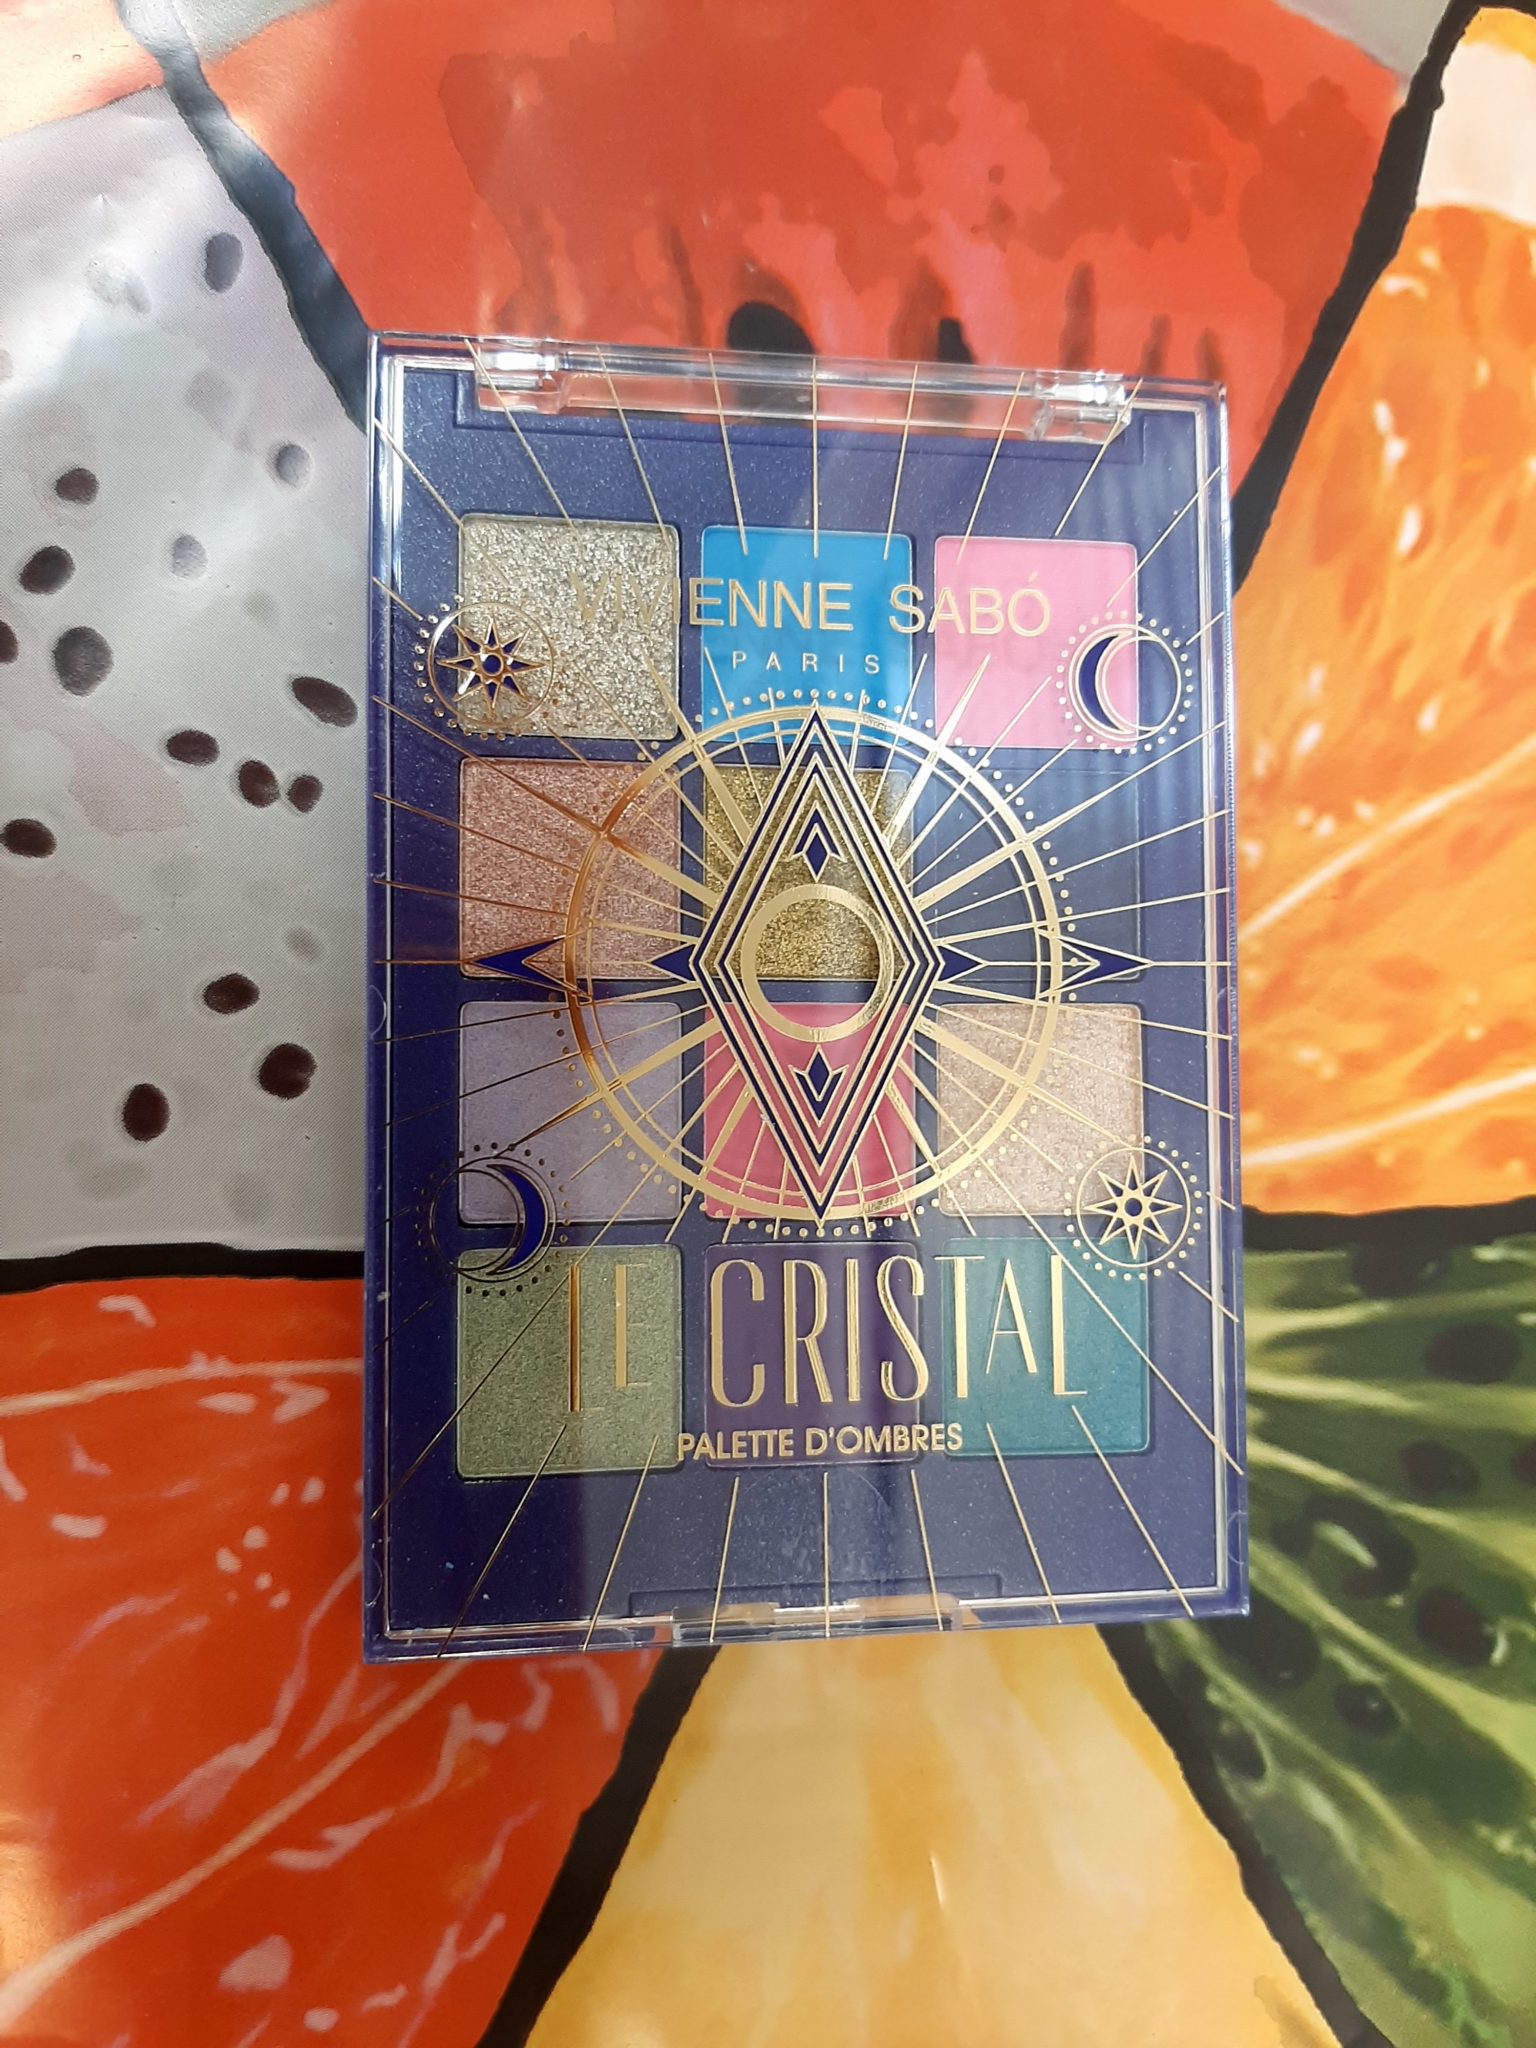 VIVIENNE SABÓ
PARIS
LE CRISTAL
PALETTE D'OMBRES